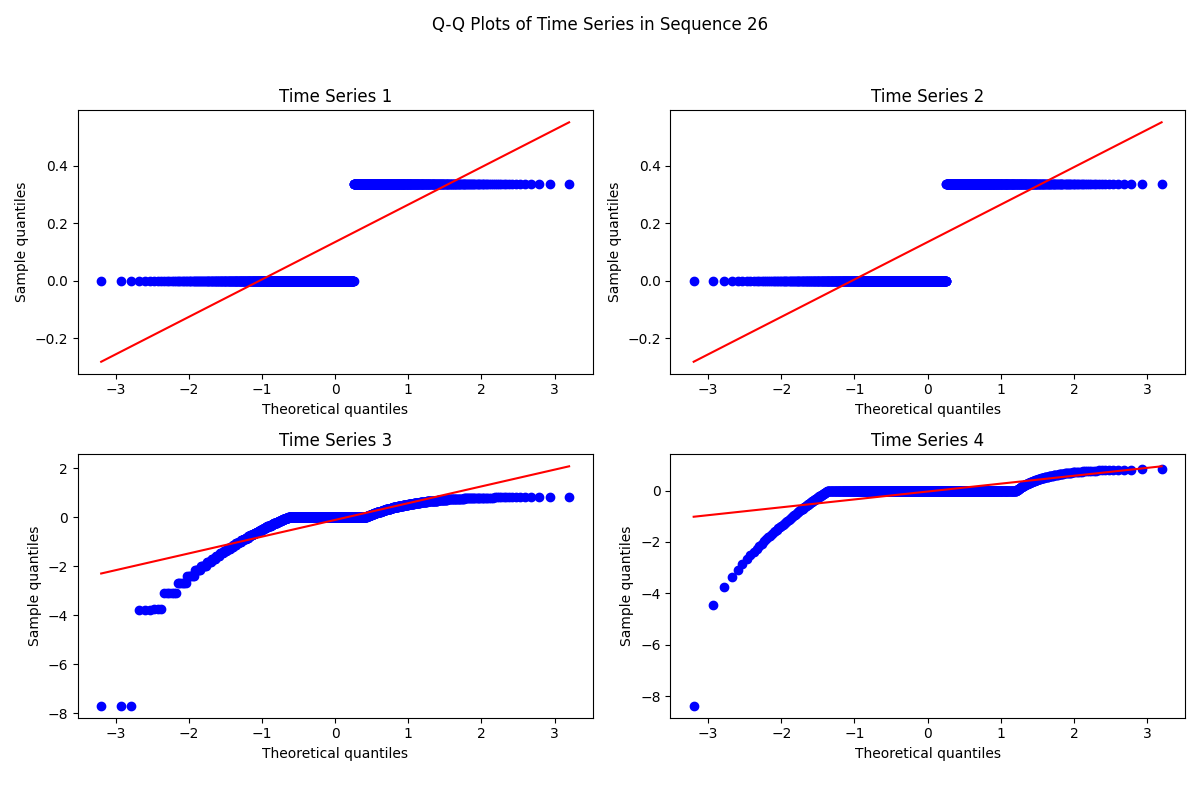 Q-Q Plots of Time Series in Sequence 26
Time Series 1
Sample quantiles
0.4
0.2
0.0
−0.2
−3 −2 −1 0 1 2 3
Theoretical quantiles
Time Series 2
Sample quantiles
0.4
0.2
0.0
−0.2
−3 −2 −1 0 1 2 3
Theoretical quantiles
Time Series 3
Sample quantiles
2
0
−2
−4
−6
−8
−3 −2 −1 0 1 2 3
Theoretical quantiles
Time Series 4
Sample quantiles
0
−2
−4
−6
−8
−3 −2 −1 0 1 2 3
Theoretical quantiles